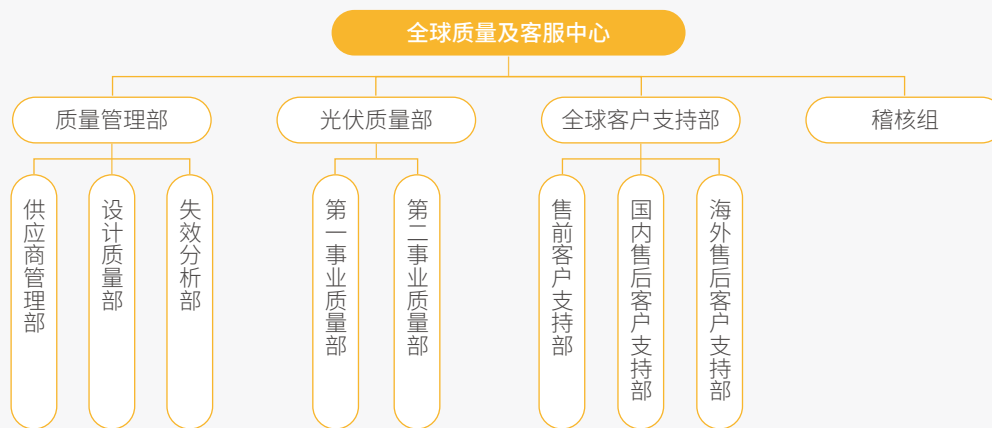 全球质量及客服中心
质量管理部
光伏质量部
全球客户支持部
稽核组
供应商管理部
设计质量部
失效分析部
第一事业质量部
第二事业质量部
售前客户支持部
国内售后客户支持部
海外售后客户支持部